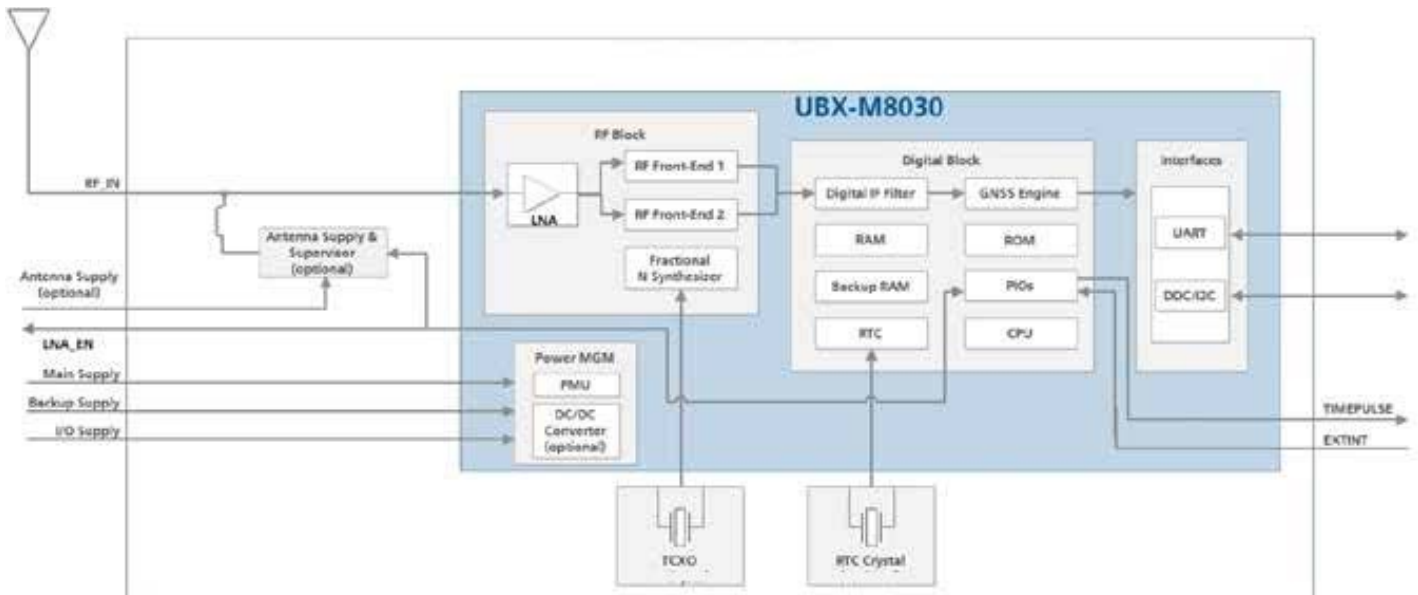 UBX-M8030
RF Block
RF Front-End 1
LNA
RF Front-End 2
Fractional
N Synthesizer
Digital Block
Digital IF Filter
GNSS Engine
RAM
ROM
Backup RAM
PIOs
RTC
CPU
Interfaces
UART
DDC/I2C
RF_IN
Antenna Supply &
Supervisor
(optional)
Antenna Supply
(optional)
LNA_EN
Main Supply
Backup Supply
I/O Supply
Power MGM
PMU
DC/DC
Converter
(optional)
TIMEPULSE
EXTINT
TCXO
RTC Crystal